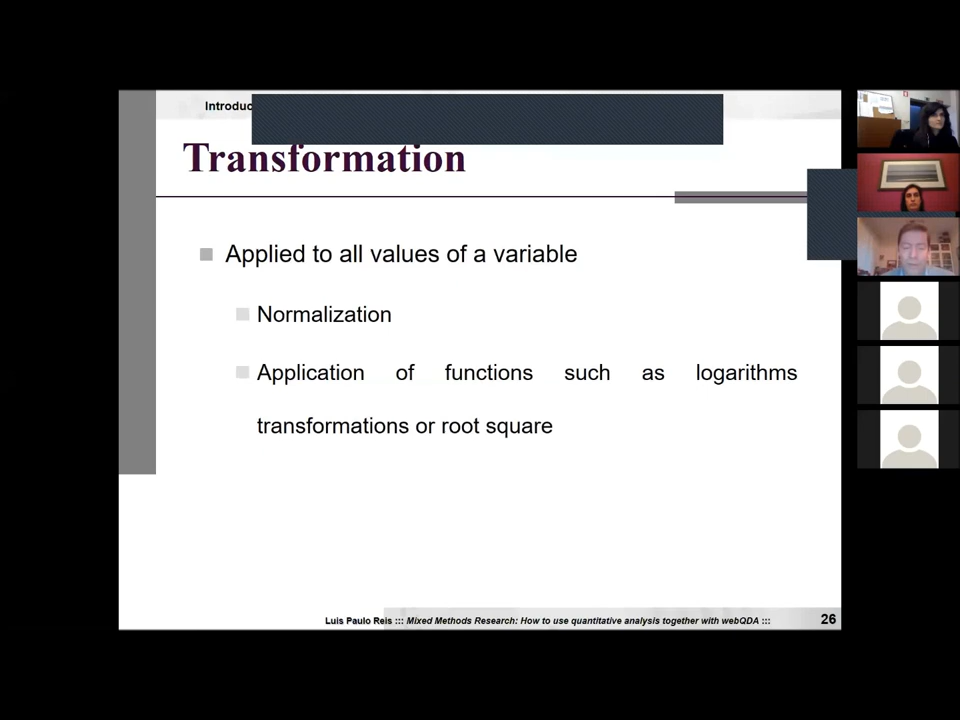 Transformation
Applied to all values of a variable
Normalization
Application of functions such as logarithms
transformations or root square
Luis Paulo Reis ::: Mixed Methods Research: How to use quantitative analysis together with webQDA :::
26